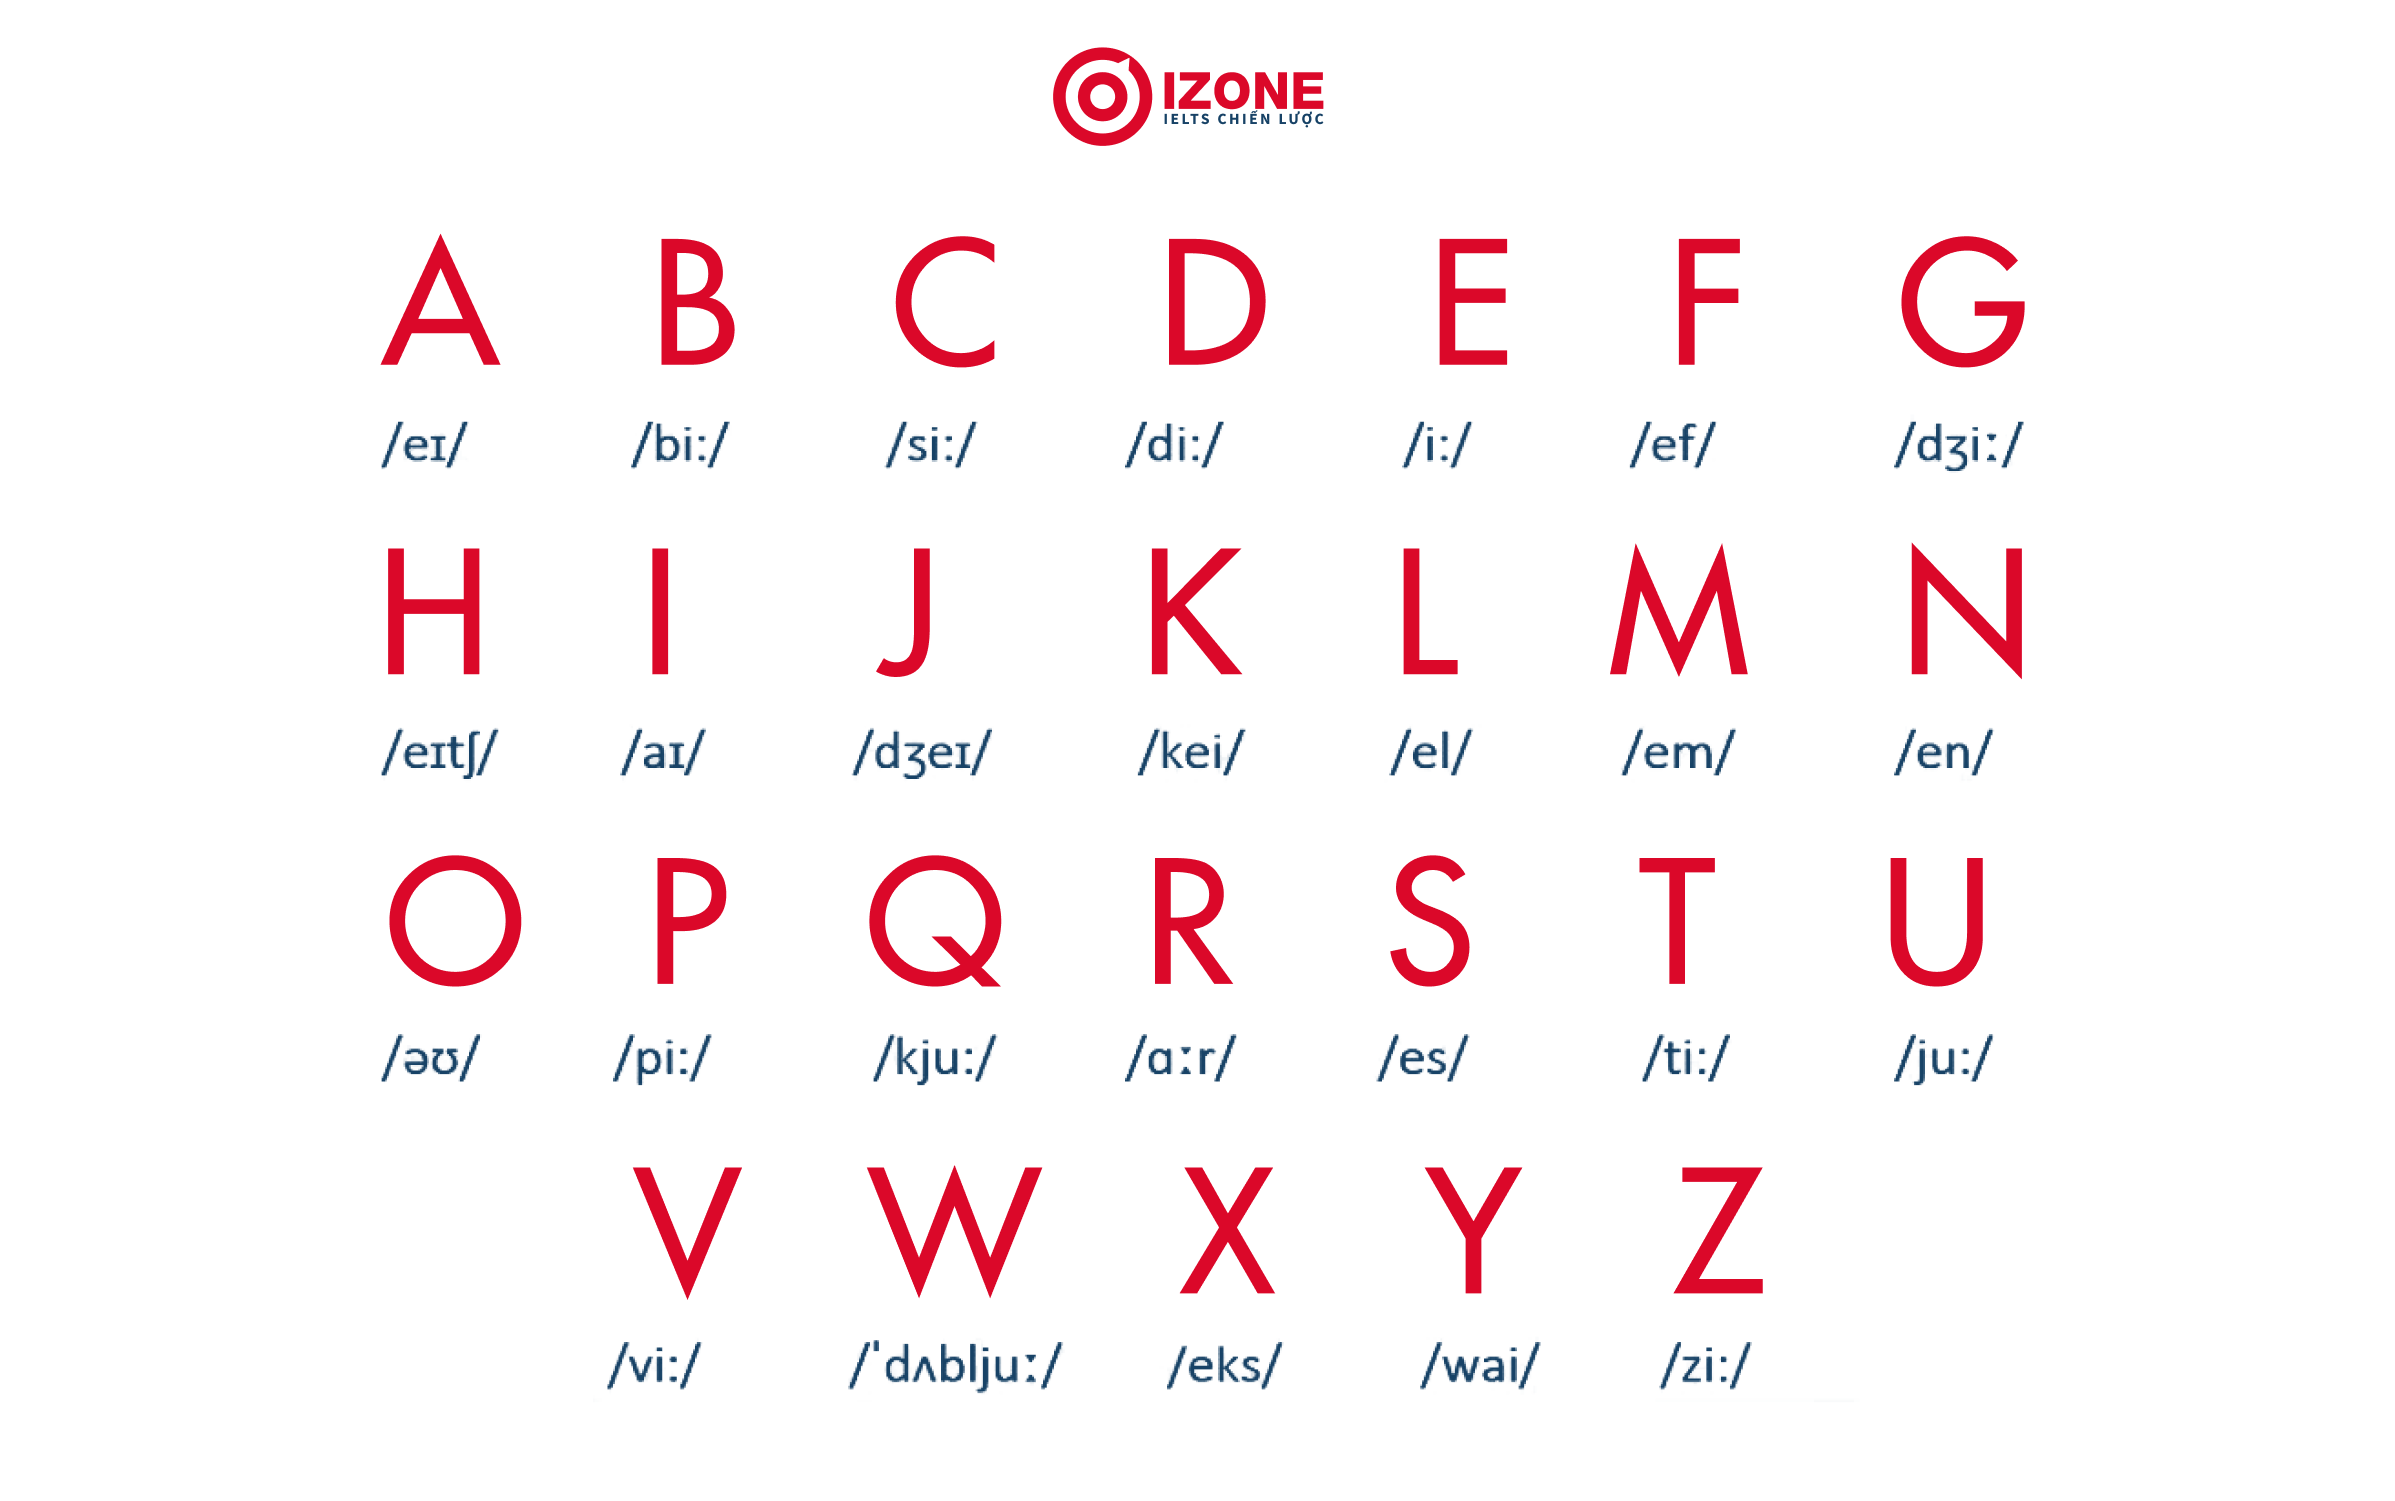 IZONE
IELTS CHIẾN LƯỢC
A B C D E F G
/eɪ/ /bi:/ /si:/ /di:/ /i:/ /ef/ /dʒiː/
H I J K L M N
/eɪtʃ/ /aɪ/ /dʒeɪ/ /kei/ /el/ /em/ /en/
O P Q R S T U
/əʊ/ /pi:/ /kju:/ /ɑːr/ /es/ /ti:/ /ju:/
V W X Y Z
/vi:/ /ˈdʌbljuː/ /eks/ /wai/ /zi:/